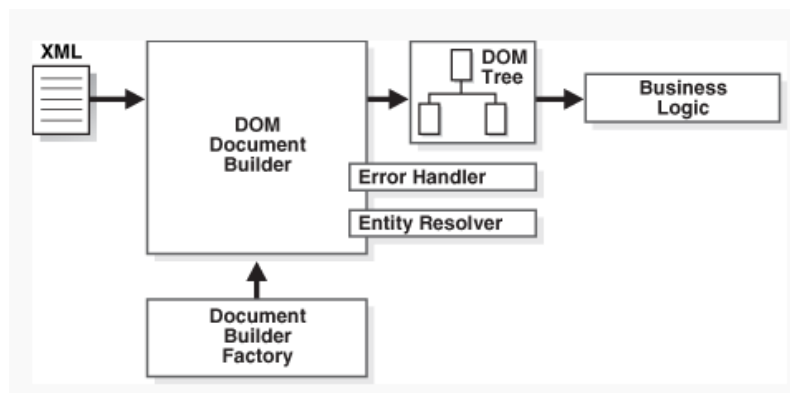 XML
DOM
Document
Builder
DOM
Tree
Business
Logic
Error Handler
Entity Resolver
Document
Builder
Factory